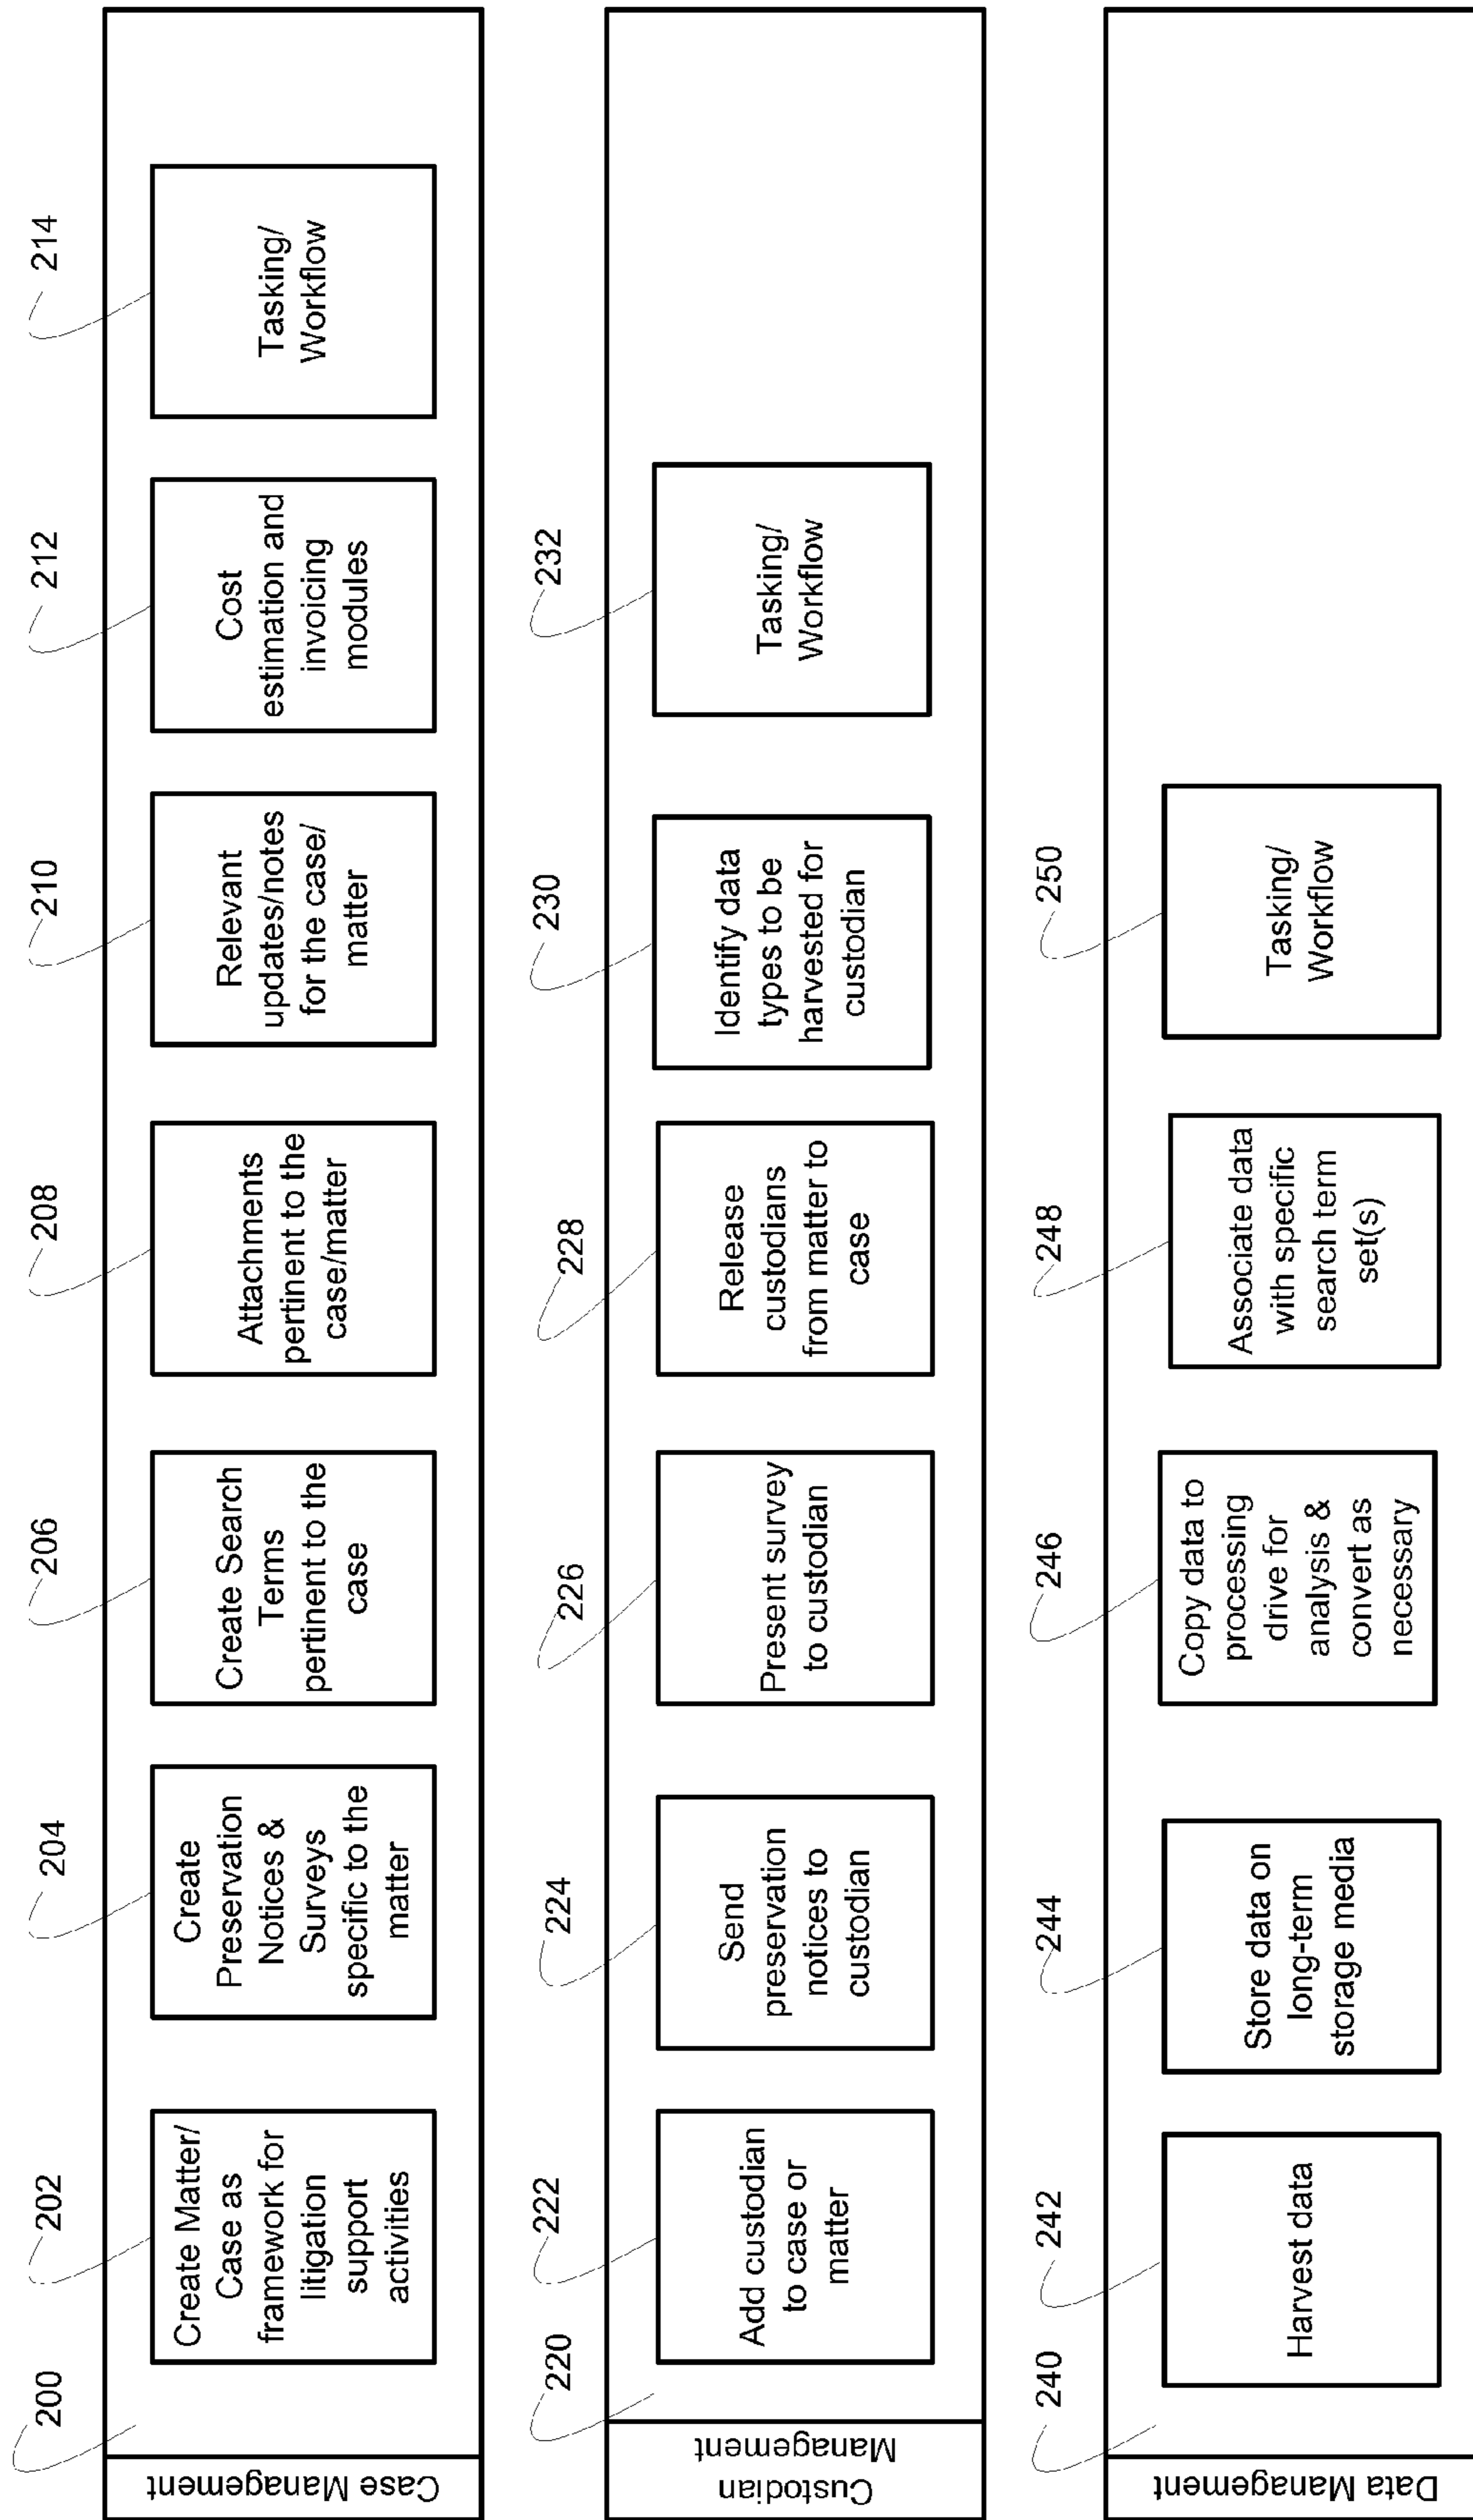 200
Case Management
202
Create Matter/
Case as
framework for
litigation
support
activities
204
Create
Preservation
Notices &
Surveys
specific to the
matter
206
Create Search
Terms
pertinent to the
case
208
Attachments
pertinent to the
case/matter
210
Relevant
updates/notes
for the case/
matter
212
Cost
estimation and
invoicing
modules
214
Tasking/
Workflow
220
Custodian
Management
222
Add custodian
to case or
matter
224
Send
preservation
notices to
custodian
226
Present survey
to custodian
228
Release
custodians
from matter to
case
230
Identify data
types to be
harvested for
custodian
232
Tasking/
Workflow
240
Data Management
242
Harvest data
244
Store data on
long-term
storage media
246
Copy data to
processing
drive for
analysis &
convert as
necessary
248
Associate data
with specific
search term
set(s)
250
Tasking/
Workflow